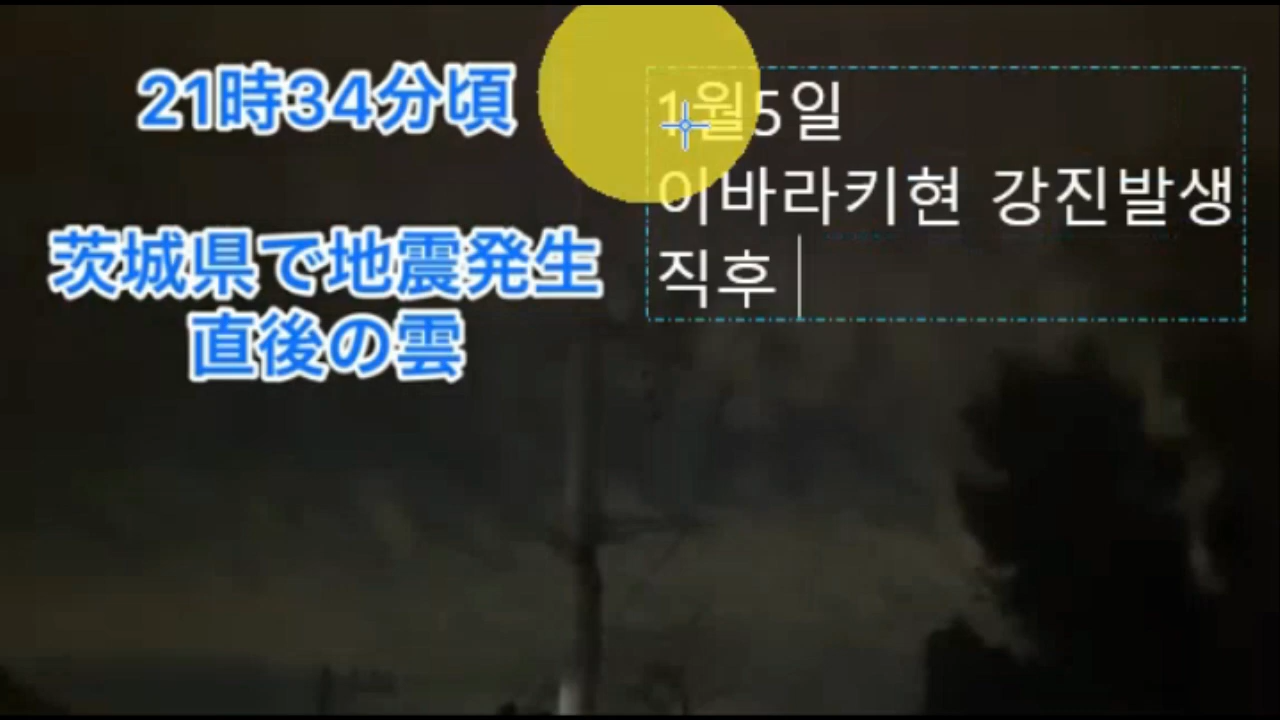 21時34分頃
茨城県で地震発生
直後の雲
1월5일
이바라키현 강진발생
직후